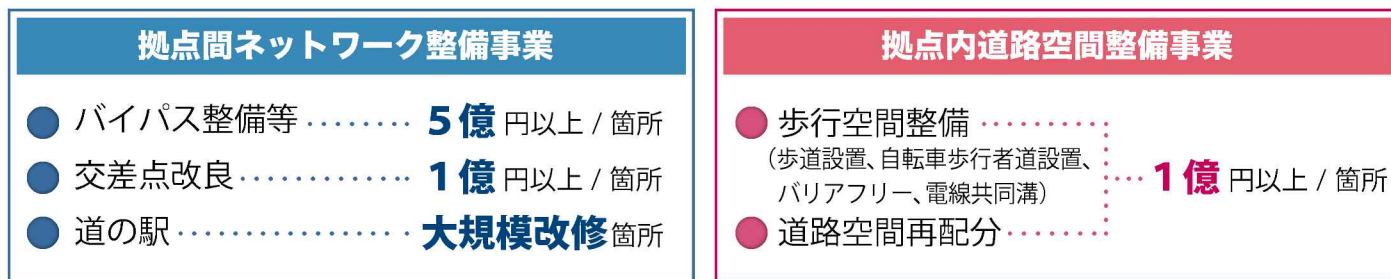 拠点間ネットワーク整備事業
バイパス整備等 ‥‥‥‥ 5億 円以上 / 箇所
交差点改良 ‥‥‥‥‥‥ 1億 円以上 / 箇所
道の駅 ‥‥‥‥‥‥‥‥ 大規模改修箇所
拠点内道路空間整備事業
歩行空間整備
（歩道設置、自転車歩行者道設置、
バリアフリー、電線共同溝）
1億 円以上 / 箇所
道路空間再配分